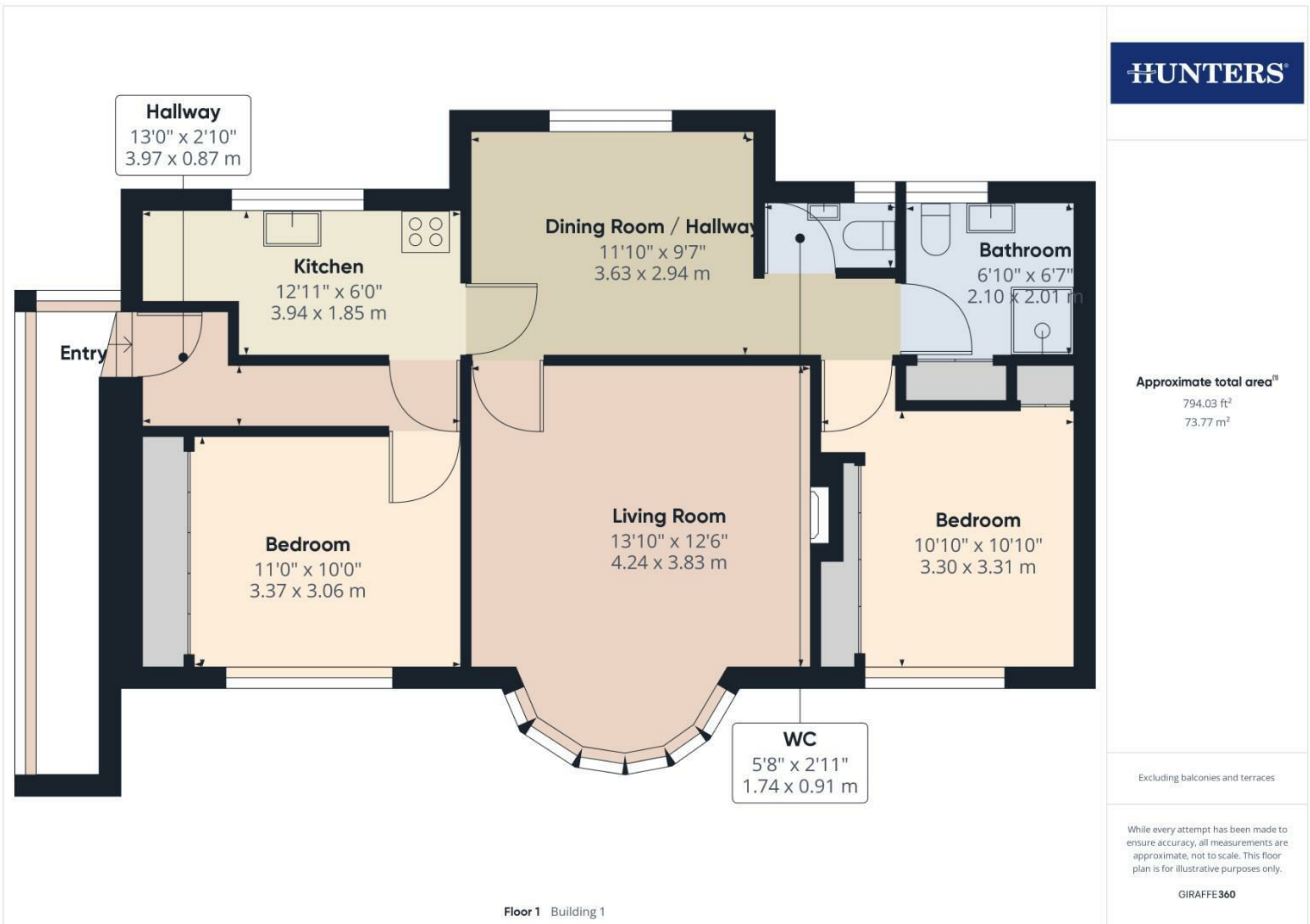 Hallway
13'0" x 2'10"
3.97 x 0.87 m
Kitchen
12'11" x 6'0"
3.94 x 1.85 m
Dining Room / Hallway
11'10" x 9'7"
3.63 x 2.94 m
Bathroom
6'10" x 6'7"
2.10 x 2.01 m
Entry
Bedroom
11'0" x 10'0"
3.37 x 3.06 m
Living Room
13'10" x 12'6"
4.24 x 3.83 m
Bedroom
10'10" x 10'10"
3.30 x 3.31 m
WC
5'8" x 2'11"
1.74 x 0.91 m
Floor 1 Building 1
HUNTERS®
Approximate total area⁽¹⁾
794.03 ft²
73.77 m²
Excluding balconies and terraces
While every attempt has been made to
ensure accuracy, all measurements are
approximate, not to scale. This floor
plan is for illustrative purposes only.
GIRAFFE360